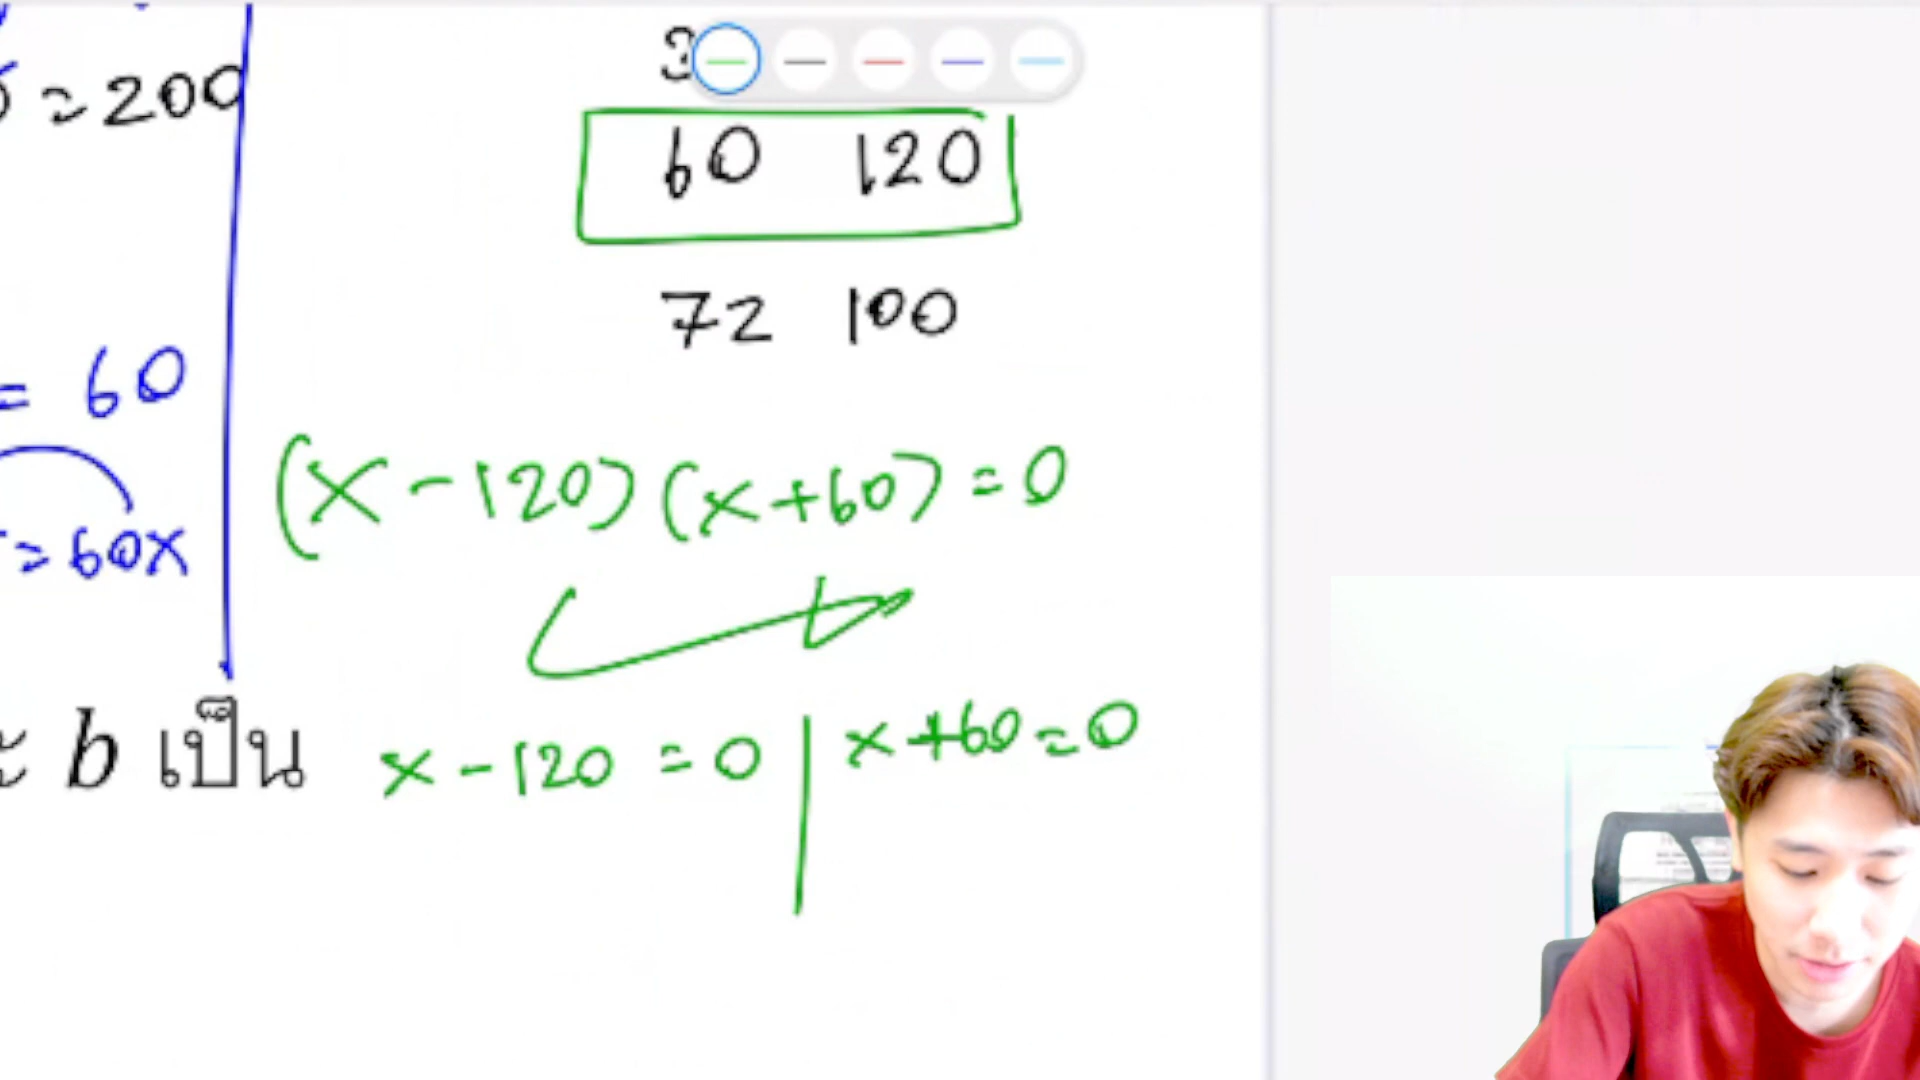 = 200
60 120
72 100
= 60
(x - 120) (x + 60) = 0
= 60x
b เป็น
x - 120 = 0 | x + 60 = 0